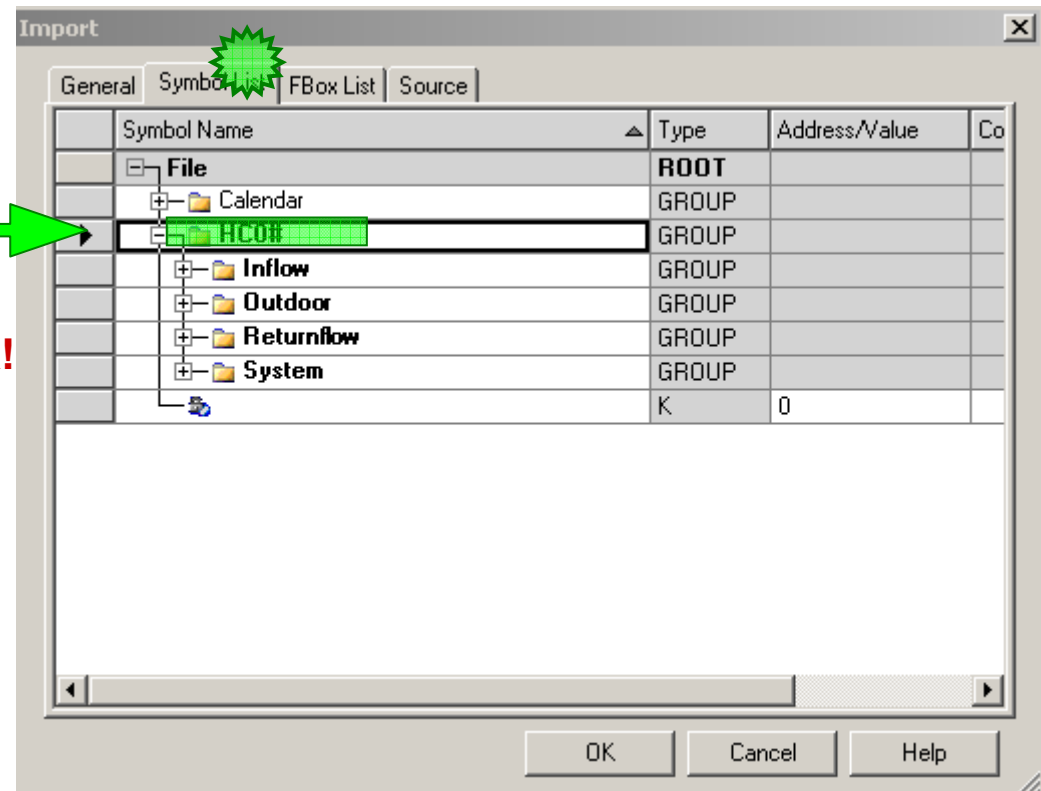 Import
General Symbol List FBox List Source
Symbol Name Type Address/Value Co
File ROOT
Calendar GROUP
HC0# GROUP
Inflow GROUP
Outdoor GROUP
!
Returnflow GROUP
System GROUP
K 0
OK Cancel Help